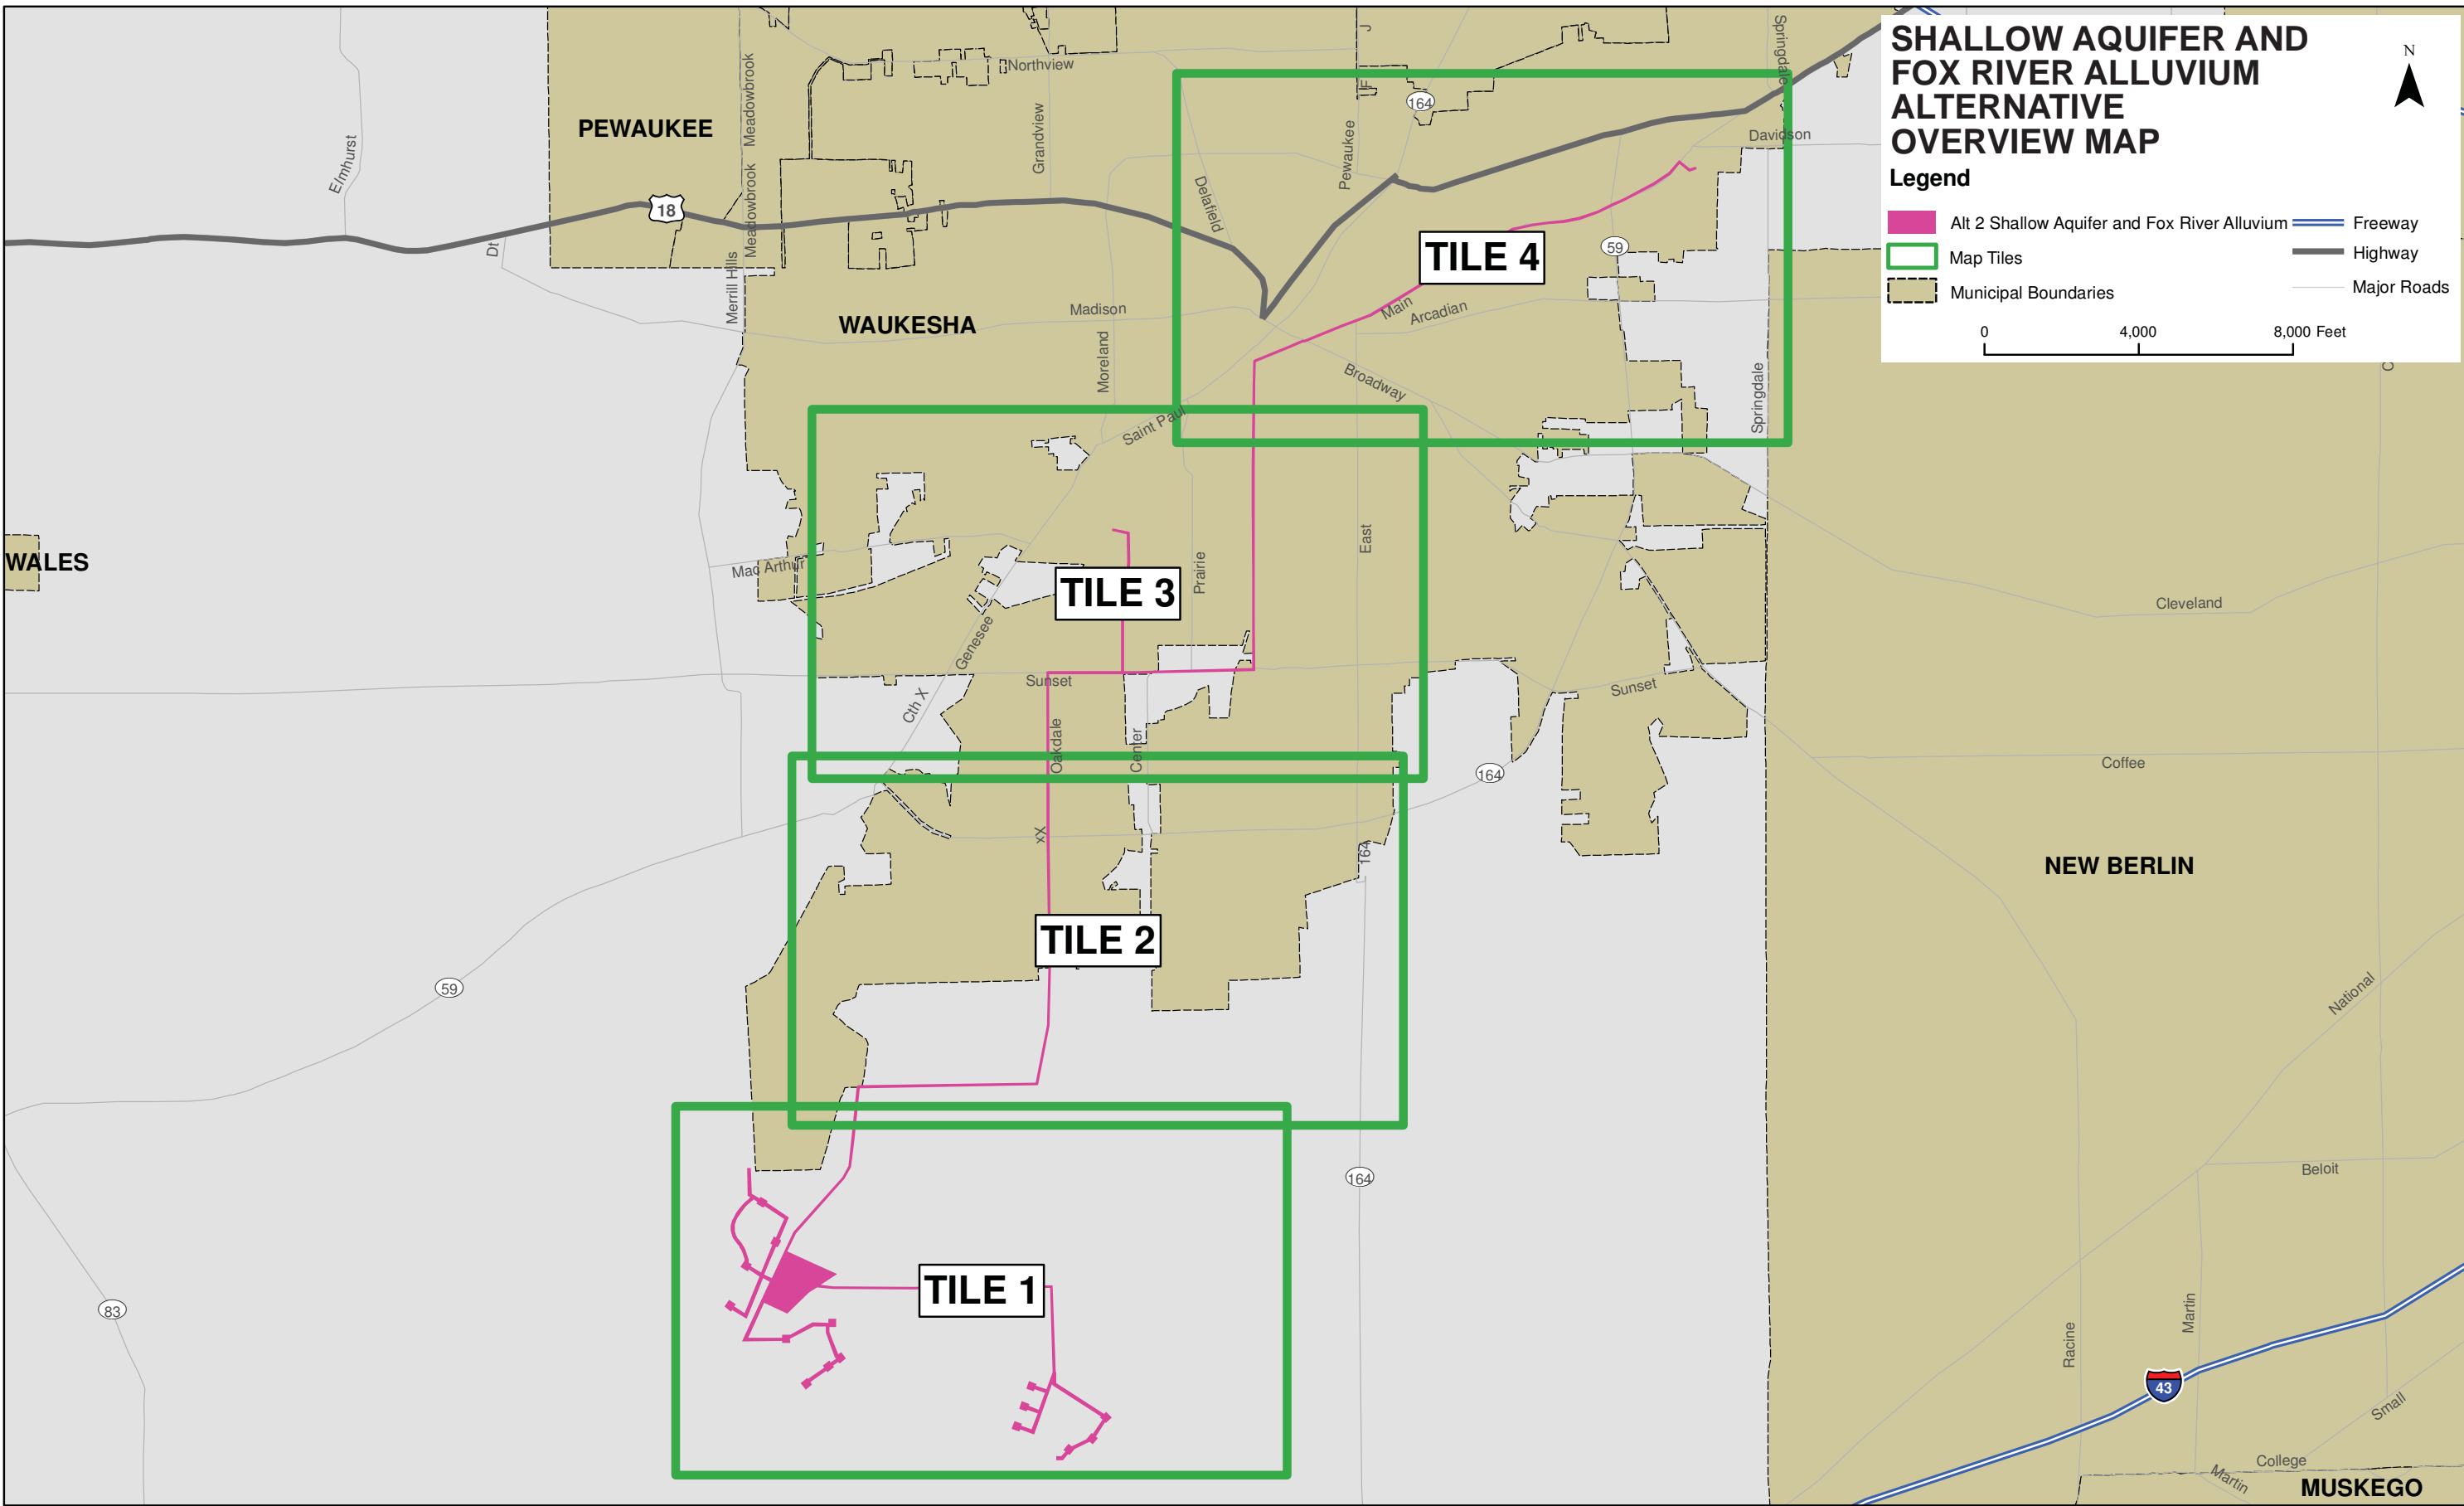 SHALLOW AQUIFER AND
FOX RIVER ALLUVIUM
ALTERNATIVE
OVERVIEW MAP
N
Legend
Alt 2 Shallow Aquifer and Fox River Alluvium
Map Tiles
Municipal Boundaries
Freeway
Highway
Major Roads
0
4,000
8,000 Feet
PEWAUKEE
Elmhurst
Meadowbrook
Meadowbrook
Meadowbrook
Northview
Grandview
J
F
Pewaukee
164
Springdale
Davidson
18
Dt
Merrill Hills
Delafield
59
TILE 4
WAUKESHA
Madison
Moreland
Main
Arcadian
Broadway
Springdale
Saint Paul
WALES
Mac Arthur
TILE 3
Prairie
East
Genesee
Cleveland
Sunset
Sunset
Cth X
Oakdale
Center
164
Coffee
xX
164
NEW BERLIN
TILE 2
59
National
Beloit
164
TILE 1
83
Racine
Martin
43
Small
College
Martin
MUSKEGO